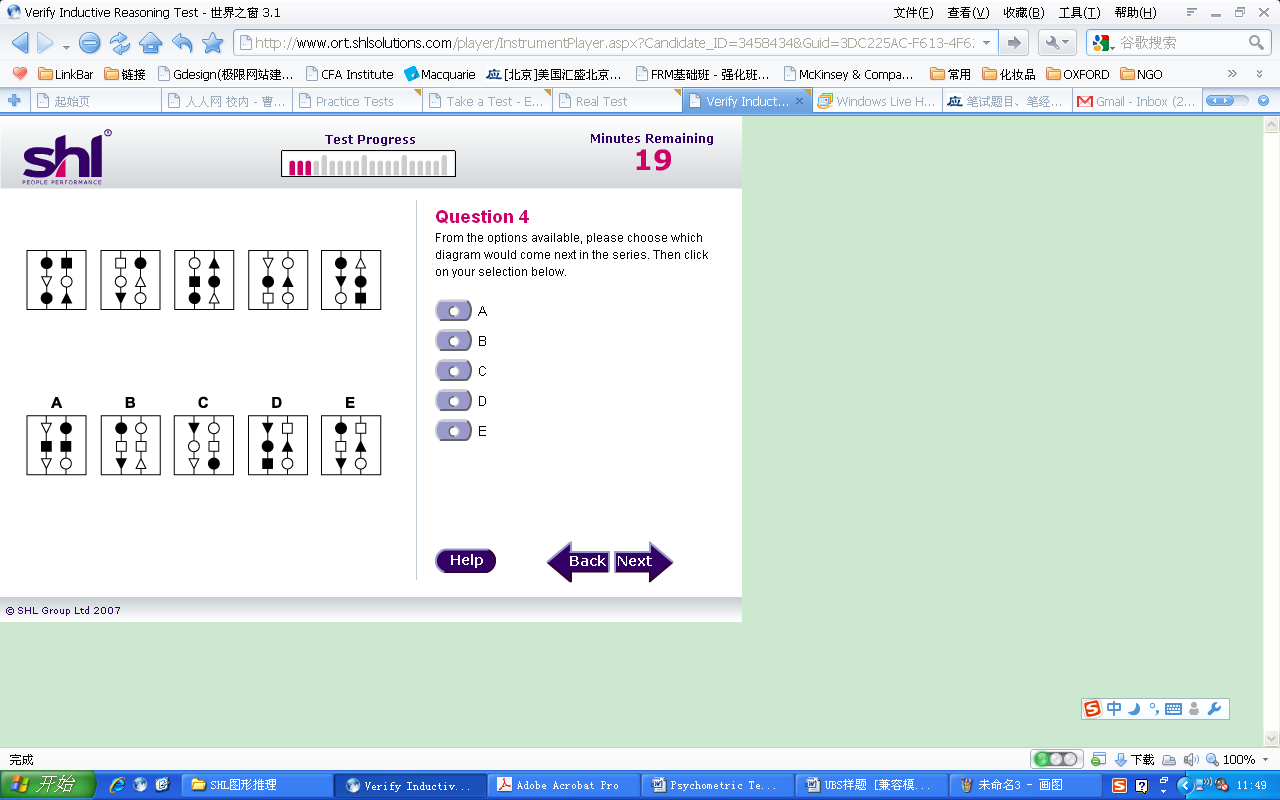 Verify Inductive Reasoning Test - 世界之窗 3.1
文件(F) 查看(V) 收藏(B) 工具(T) 帮助(H)
http://www.ort.shlsolutions.com/player/InstrumentPlayer.aspx?Candidate_ID=3458434&Guid=3DC225AC-F613-4F6
谷歌搜索
LinkBar 链接 Gdesign(极限网站建... CFA Institute Macquarie [北京]美国汇盛北京... FRM基础班 - 强化班... McKinsey & Compa... 常用 化妆品 OXFORD NGO
起始页 人人网 校内 - 曹... Practice Tests Take a Test - E... Real Test Verify Induct... Windows Live H... 笔试题目、笔经... Gmail - Inbox (2...
shl
PEOPLE PERFORMANCE
Test Progress
Minutes Remaining
19
Question 4
From the options available, please choose which
diagram would come next in the series. Then click
on your selection below.
A
B
C
D
E
A B C D E
Help Back Next
© SHL Group Ltd 2007
中
完成
下载 100%
开始 SHL图形推理 Verify Inductiv... Adobe Acrobat Pro Psychometric Te... UBS样题 [兼容模... 未命名3 - 画图 11:49